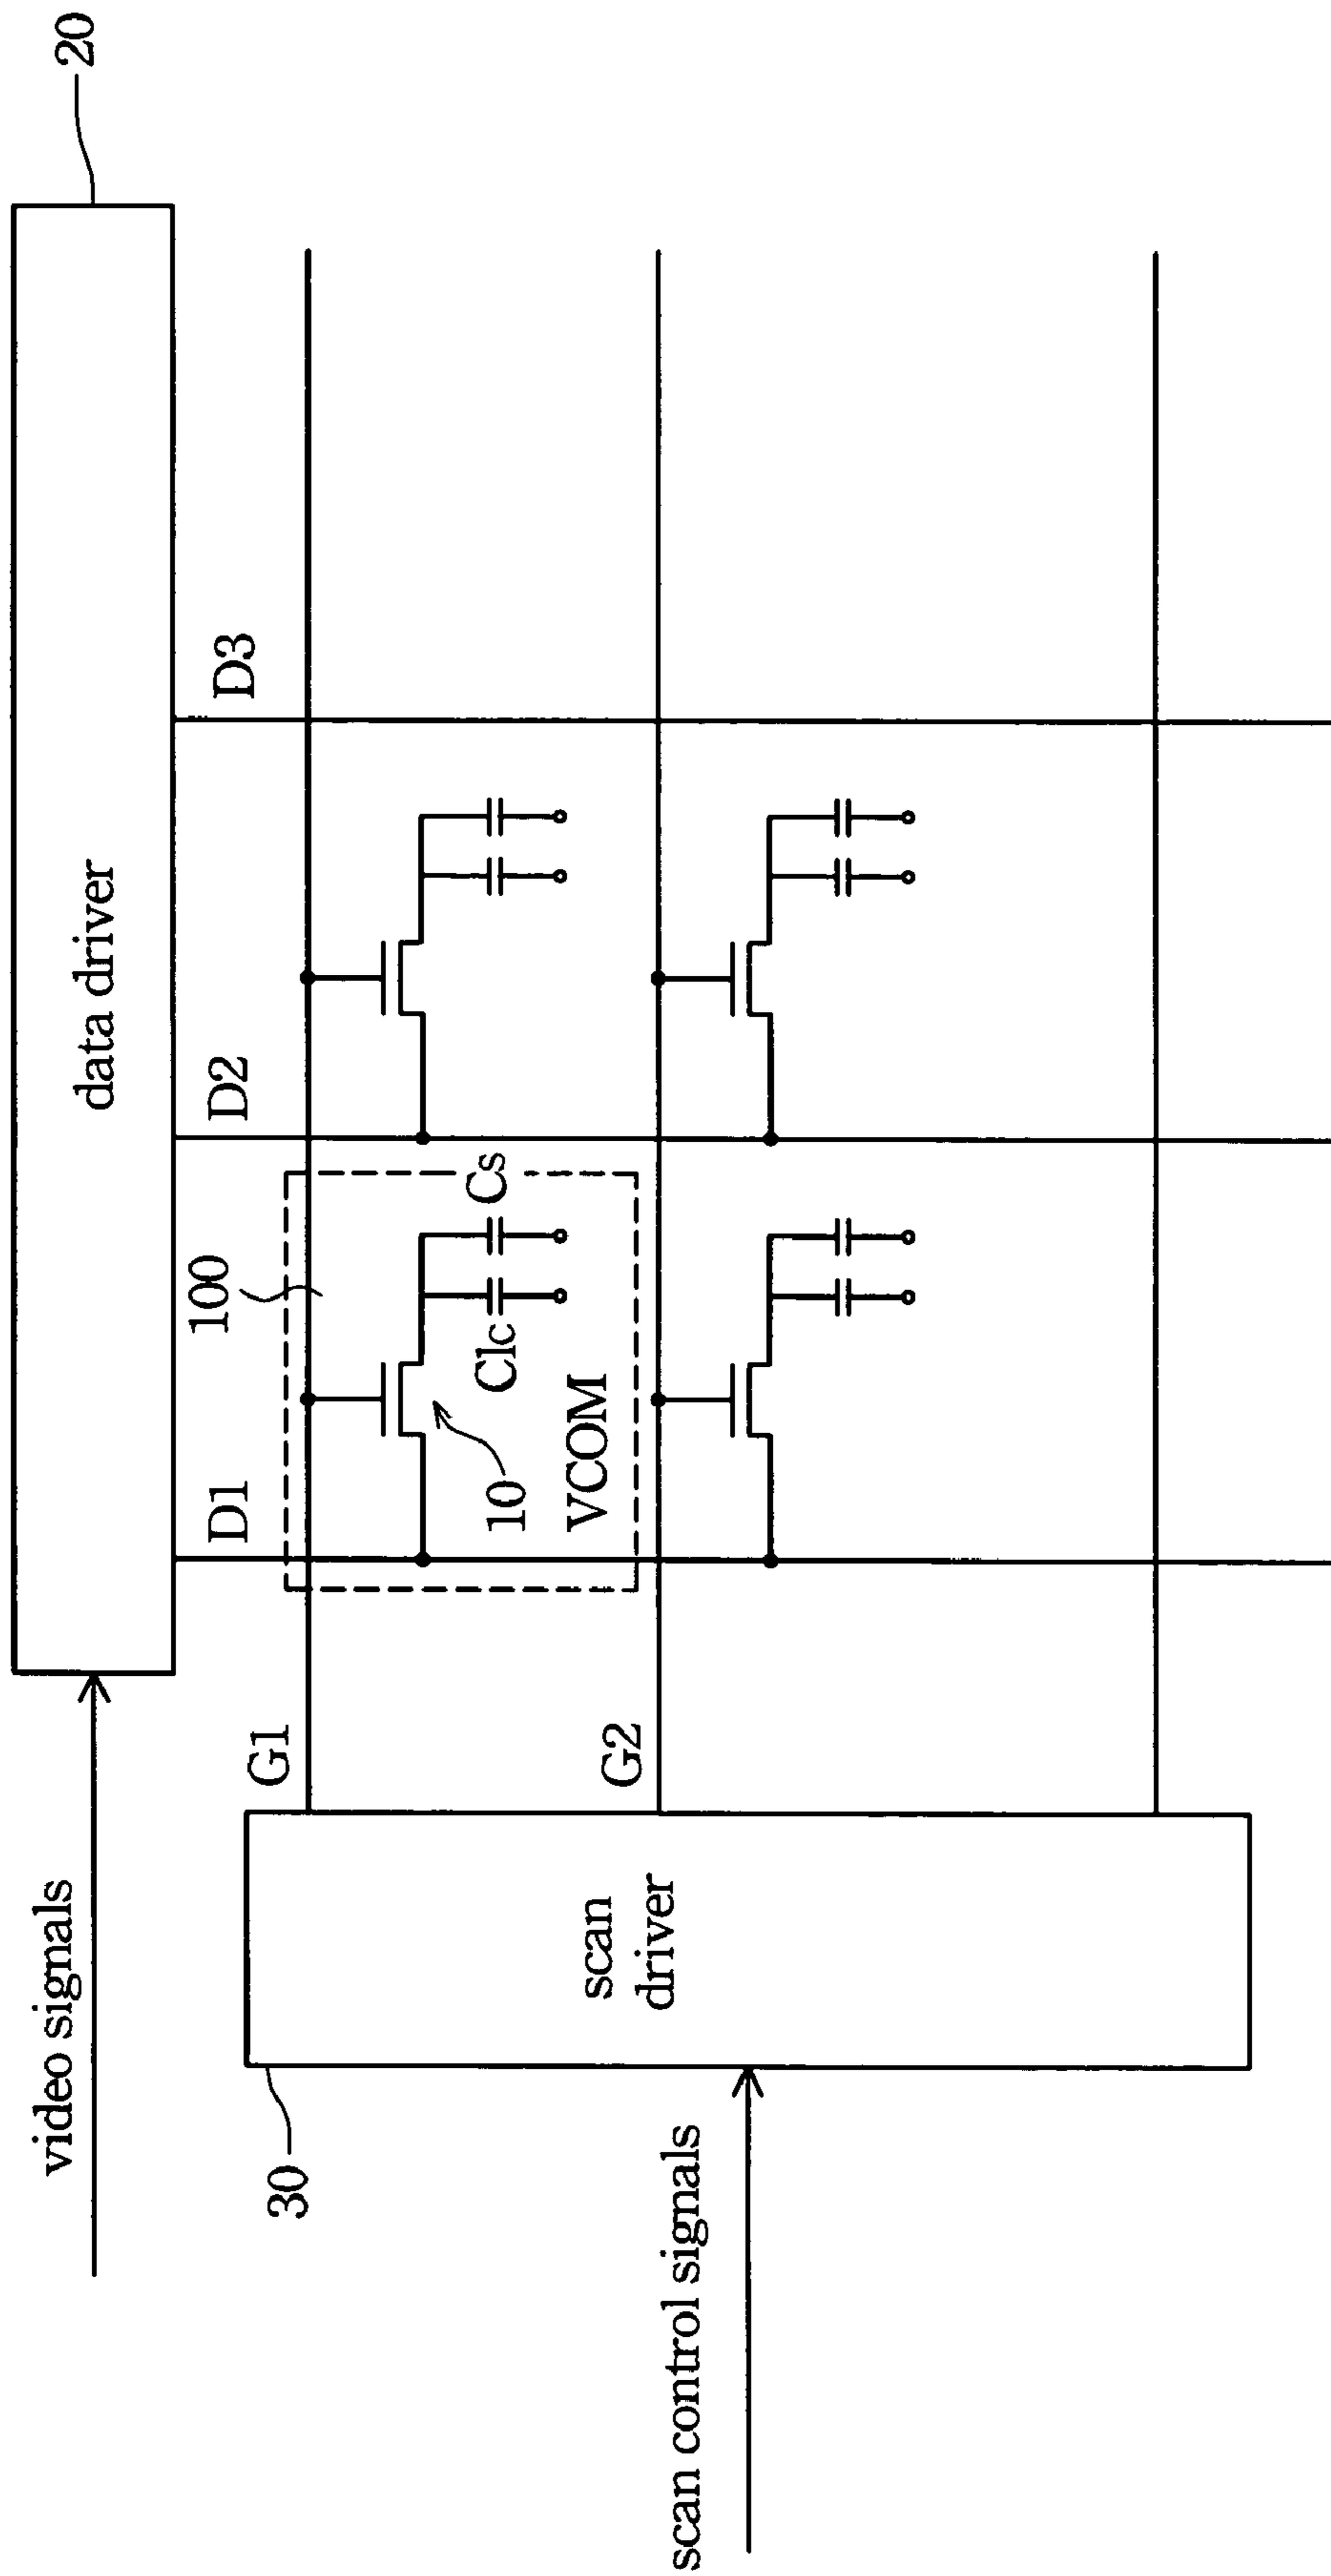 video signals
data driver
20
G1
D1
100
D2
D3
30
10
Clc
Cs
VCOM
scan
driver
G2
scan control signals